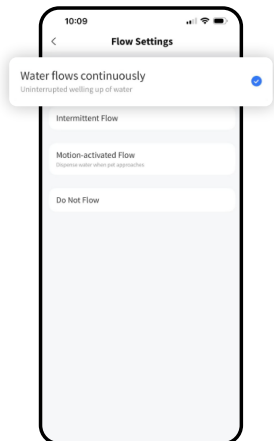 10:09
Flow Settings
Water flows continuously
Uninterrupted welling up of water
Intermittent Flow
Motion-activated Flow
Dispense water when pet approaches
Do Not Flow